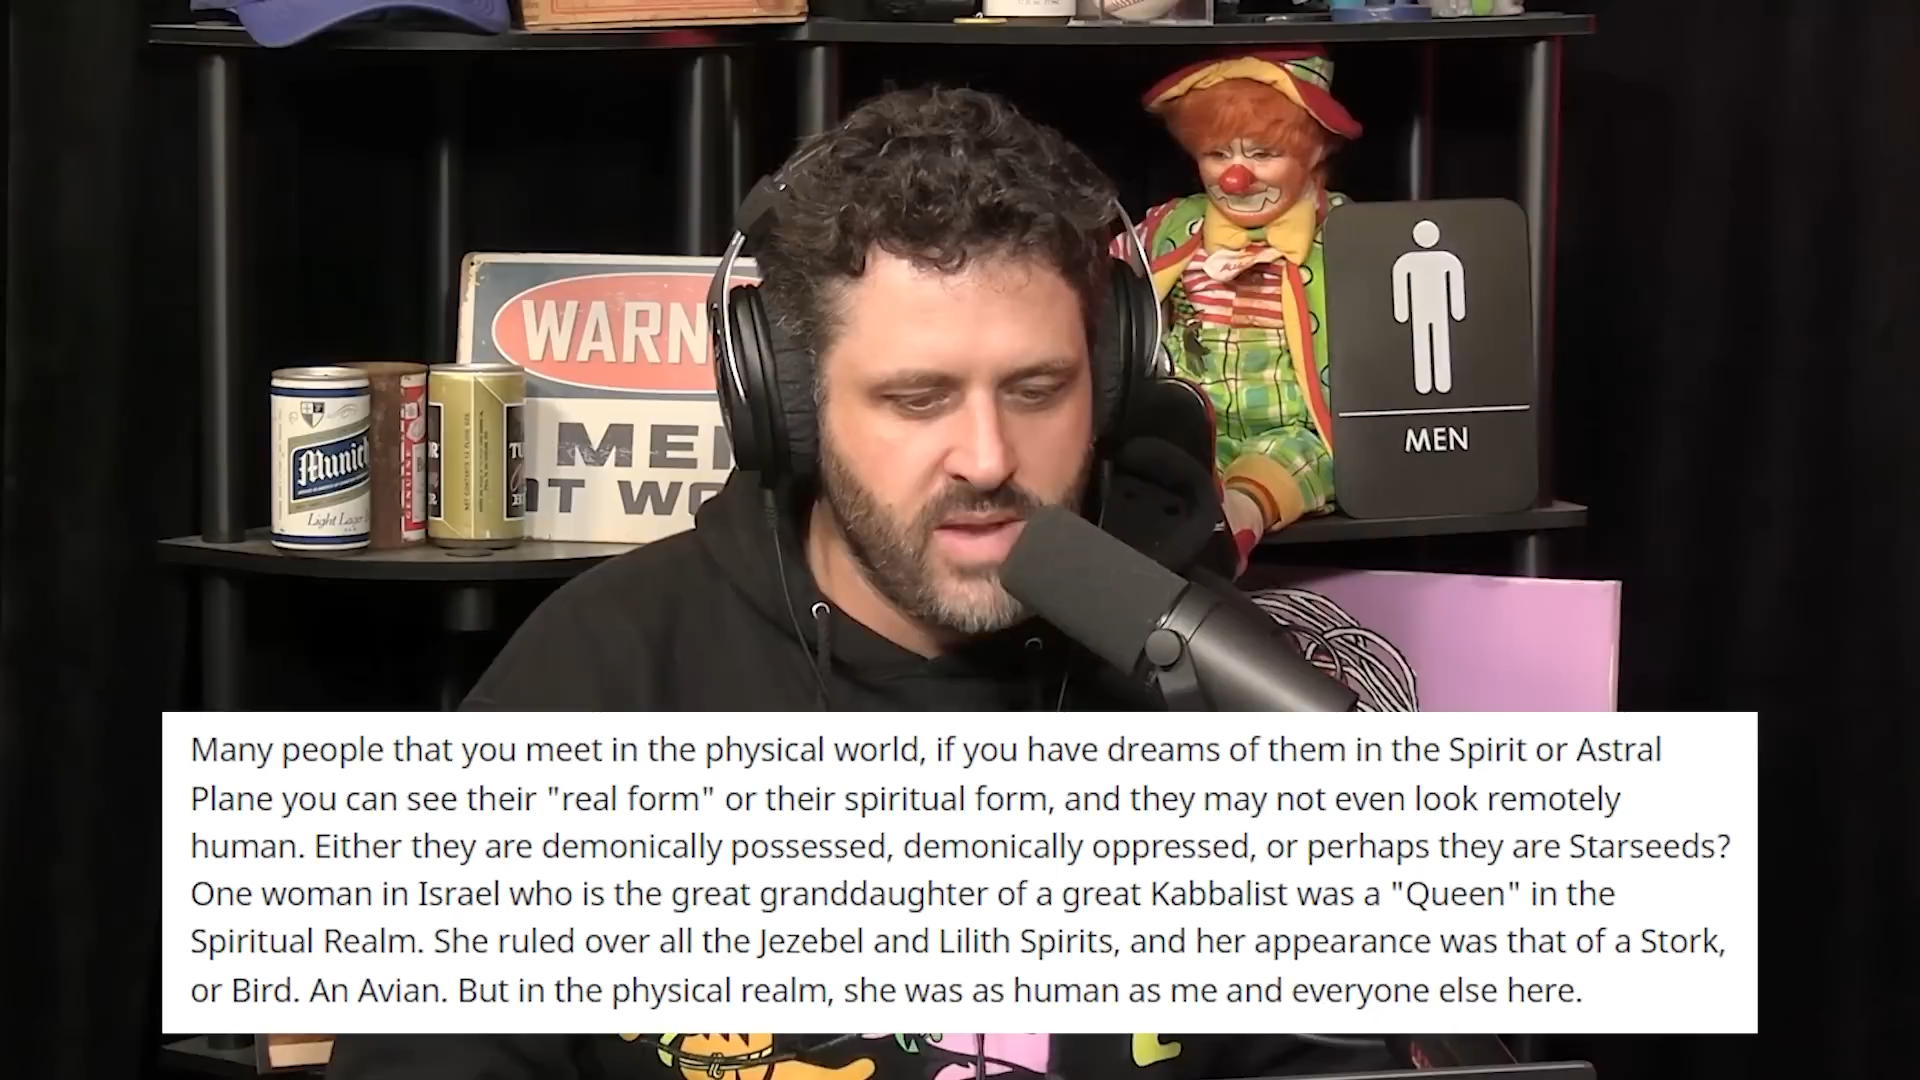 WARN
MEN
AT WO
Munich
Light Lager
GENUINE
MEN
Many people that you meet in the physical world, if you have dreams of them in the Spirit or Astral
Plane you can see their "real form" or their spiritual form, and they may not even look remotely
human. Either they are demonically possessed, demonically oppressed, or perhaps they are Starseeds?
One woman in Israel who is the great granddaughter of a great Kabbalist was a "Queen" in the
Spiritual Realm. She ruled over all the Jezebel and Lilith Spirits, and her appearance was that of a Stork,
or Bird. An Avian. But in the physical realm, she was as human as me and everyone else here.